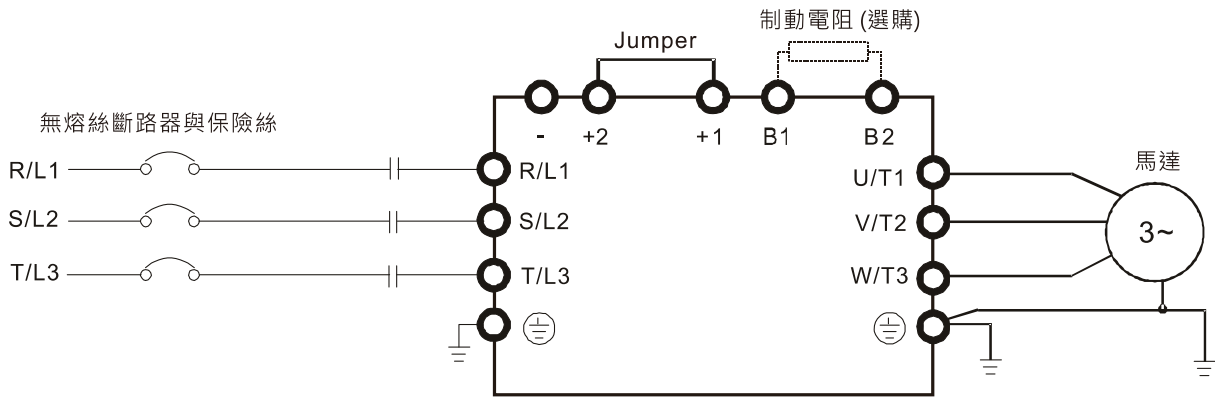 制動電阻 (選購)
Jumper
無熔絲斷路器與保險絲
- +2 +1 B1 B2
馬達
R/L1 R/L1 U/T1
S/L2 S/L2 V/T2 3~
T/L3 T/L3 W/T3